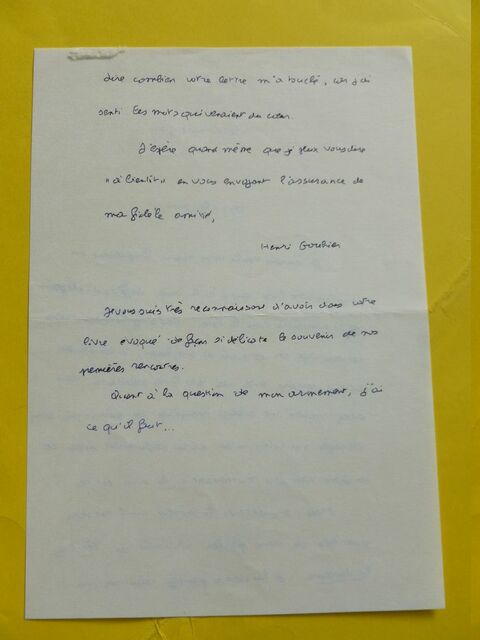 dire combien votre lettre m'a touché, car j'ai
senti les mots qui venaient du cœur.
J'espère quand même que je peux vous dire
"à bientôt" en vous envoyant l'assurance de
ma fidèle amitié,
Henri Gouhier
Je vous suis très reconnaissant d'avoir dans votre
livre évoqué de façon si délicate le souvenir de nos
premières rencontres.
Quant à la question de mon armement, j'ai
ce qu'il faut...